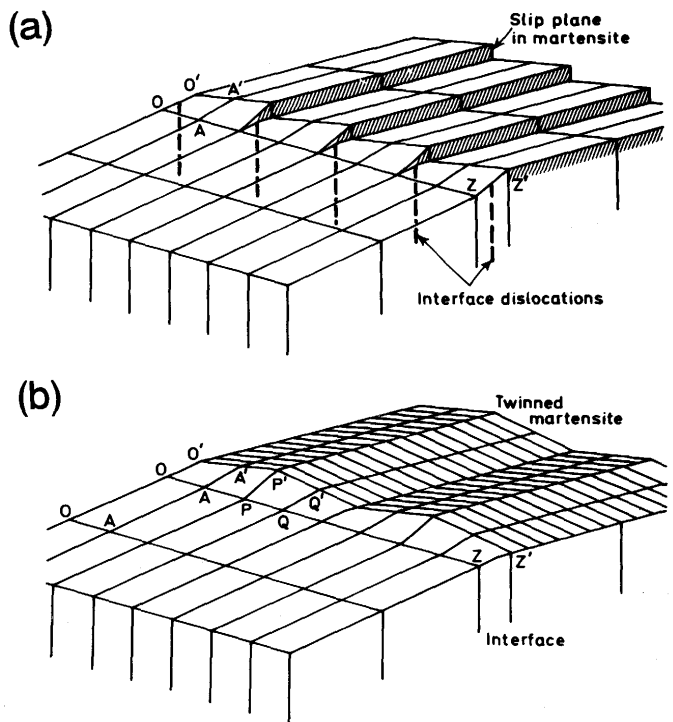 (a)
Slip plane
in martensite
O'
A'
O
A
Z
Z'
Interface dislocations
(b)
Twinned
martensite
O'
O
A'
P'
O
A
Q'
A
P
Q
Z
Z'
Interface